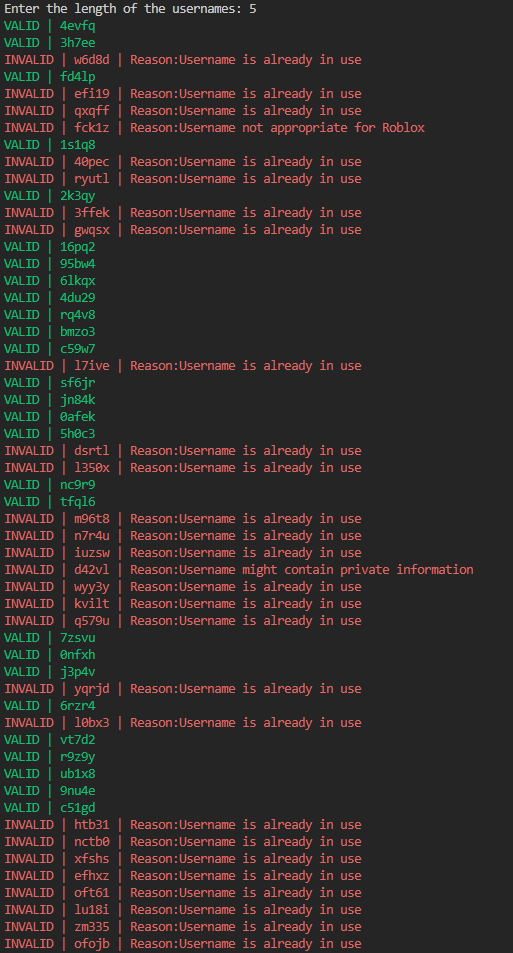 Enter the length of the usernames: 5
VALID | 4evfq
VALID | 3h7ee
INVALID | w6d8d | Reason:Username is already in use
VALID | fd4lp
INVALID | efi19 | Reason:Username is already in use
INVALID | qxqff | Reason:Username is already in use
INVALID | fck1z | Reason:Username not appropriate for Roblox
VALID | 1s1q8
INVALID | 40pec | Reason:Username is already in use
INVALID | ryutl | Reason:Username is already in use
VALID | 2k3qy
INVALID | 3ffek | Reason:Username is already in use
INVALID | gwqsx | Reason:Username is already in use
VALID | 16pq2
VALID | 95bw4
VALID | 6lkqx
VALID | 4du29
VALID | rq4v8
VALID | bmzo3
VALID | c59w7
INVALID | l7ive | Reason:Username is already in use
VALID | sf6jr
VALID | jn84k
VALID | 0afek
VALID | 5h0c3
INVALID | dsrtl | Reason:Username is already in use
INVALID | l350x | Reason:Username is already in use
VALID | nc9r9
VALID | tfql6
INVALID | m96t8 | Reason:Username is already in use
INVALID | n7r4u | Reason:Username is already in use
INVALID | iuzsw | Reason:Username is already in use
INVALID | d42vl | Reason:Username might contain private information
INVALID | wyy3y | Reason:Username is already in use
INVALID | kvilt | Reason:Username is already in use
INVALID | q579u | Reason:Username is already in use
VALID | 7zsvu
VALID | 0nfxh
VALID | j3p4v
INVALID | yqrjd | Reason:Username is already in use
VALID | 6rzr4
INVALID | l0bx3 | Reason:Username is already in use
VALID | vt7d2
VALID | r9z9y
VALID | ub1x8
VALID | 9nu4e
VALID | c51gd
INVALID | htb31 | Reason:Username is already in use
INVALID | nctb0 | Reason:Username is already in use
INVALID | xfshs | Reason:Username is already in use
INVALID | efhxz | Reason:Username is already in use
INVALID | oft61 | Reason:Username is already in use
INVALID | lu18i | Reason:Username is already in use
INVALID | zm335 | Reason:Username is already in use
INVALID | ofojb | Reason:Username is already in use